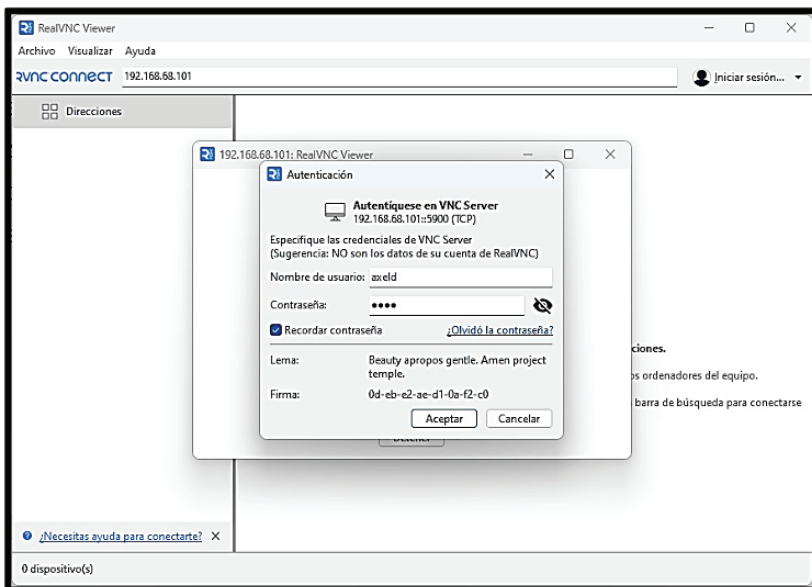 RealVNC Viewer
Archivo Visualizar Ayuda
RVNC CONNECT 192.168.68.101 Iniciar sesión...
Direcciones
192.168.68.101: RealVNC Viewer
Autenticación
Autentíquese en VNC Server
192.168.68.101::5900 (TCP)
Especifique las credenciales de VNC Server
(Sugerencia: NO son los datos de su cuenta de RealVNC)
Nombre de usuario: axeld
Contraseña: ••••
Recordar contraseña ¿Olvidó la contraseña?
ciones.
Lema: Beauty apropos gentle. Amen project
temple.
os ordenadores del equipo.
Firma: 0d-eb-e2-ae-d1-0a-f2-c0
barra de búsqueda para conectarse
Aceptar Cancelar
¿Necesitas ayuda para conectarte?
0 dispositivo(s)